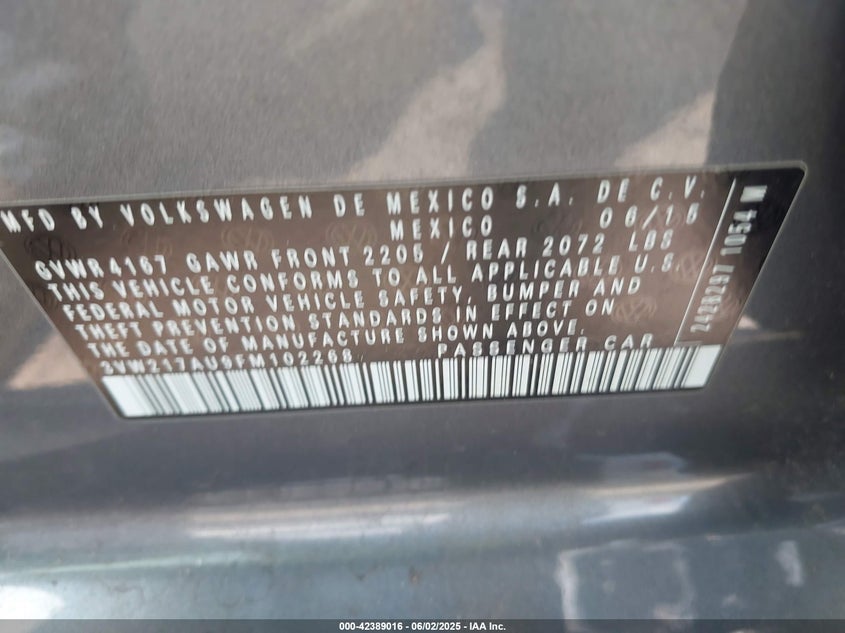 MFD BY VOLKSWAGEN DE MEXICO S.A. DE C.V.
MEXICO 06/15
GVWR4167 GAWR FRONT 2205 / REAR 2072 LBS
THIS VEHICLE CONFORMS TO ALL APPLICABLE U.S.
FEDERAL MOTOR VEHICLE SAFETY, BUMPER AND
THEFT PREVENTION STANDARDS IN EFFECT ON
THE DATE OF MANUFACTURE SHOWN ABOVE.
3VW217AU9FM102268 PASSENGER CAR
1054 M
000-42389016 - 06/02/2025 - IAA Inc.